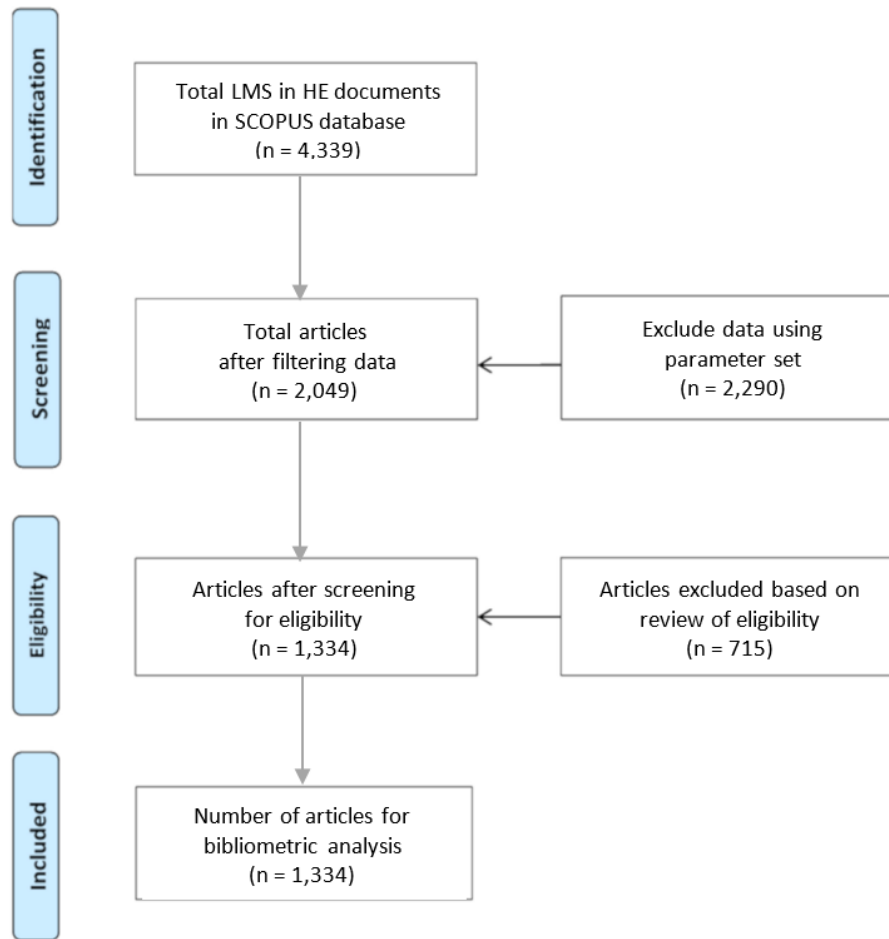 Identification
Total LMS in HE documents
in SCOPUS database
(n = 4,339)
Screening
Total articles
after filtering data
(n = 2,049)
Exclude data using
parameter set
(n = 2,290)
Eligibility
Articles after screening
for eligibility
(n = 1,334)
Articles excluded based on
review of eligibility
(n = 715)
Included
Number of articles for
bibliometric analysis
(n = 1,334)